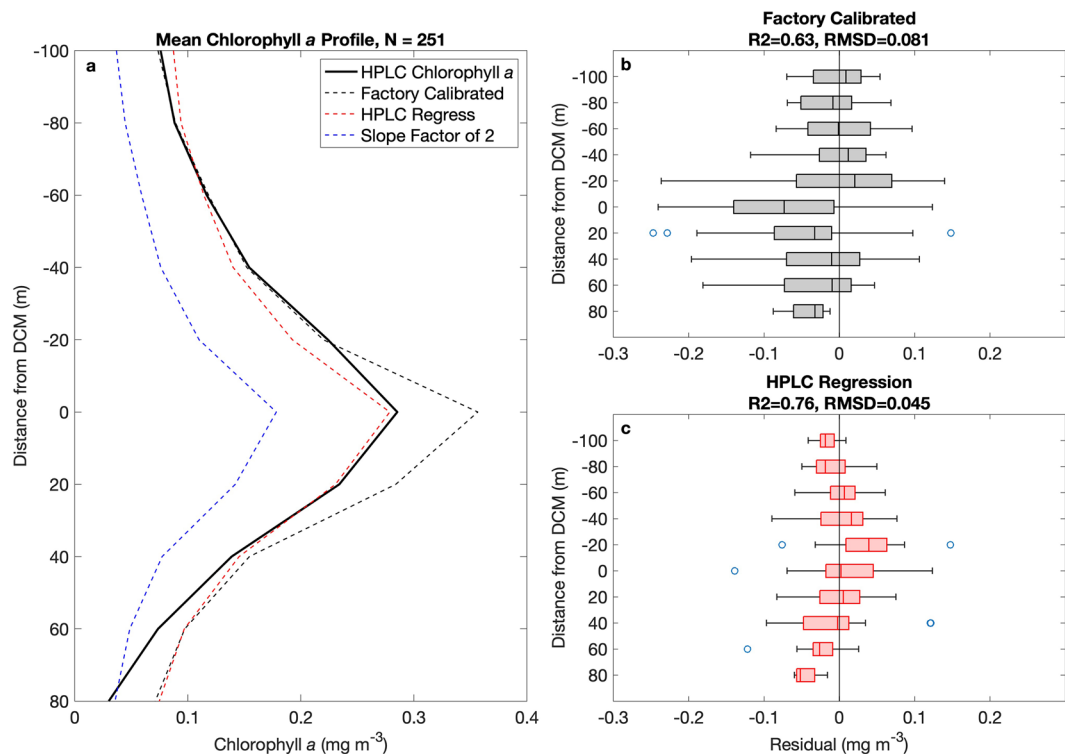 Mean Chlorophyll a Profile, N = 251
a
HPLC Chlorophyll a
Factory Calibrated
HPLC Regress
Slope Factor of 2
-100
-80
-60
-40
-20
0
20
40
60
80
Distance from DCM (m)
0
0.1
0.2
0.3
0.4
Chlorophyll a (mg m⁻³)
Factory Calibrated
R2=0.63, RMSD=0.081
b
-100
-80
-60
-40
-20
0
20
40
60
80
Distance from DCM (m)
-0.3
-0.2
-0.1
0
0.1
0.2
HPLC Regression
R2=0.76, RMSD=0.045
c
-100
-80
-60
-40
-20
0
20
40
60
80
Distance from DCM (m)
-0.3
-0.2
-0.1
0
0.1
0.2
Residual (mg m⁻³)